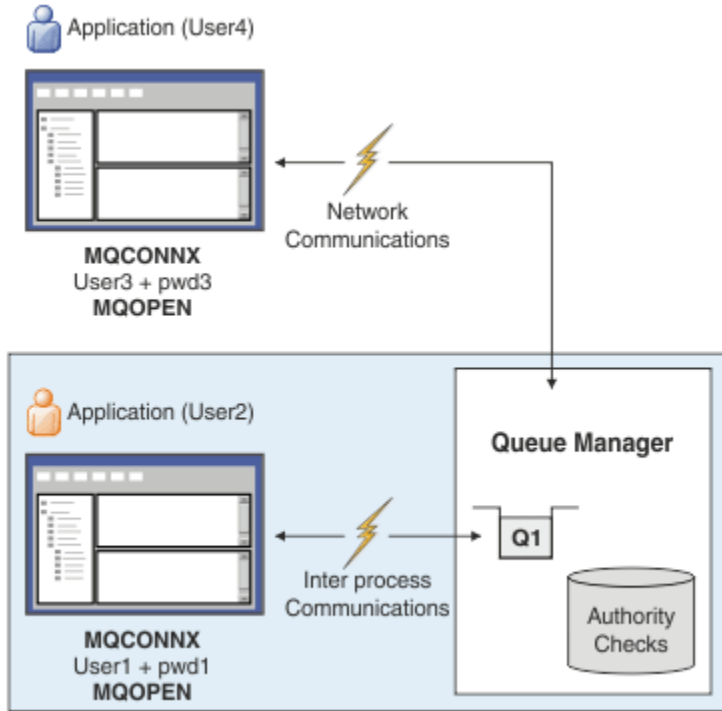 Application (User4)
Network
Communications
MQCONNX
User3 + pwd3
MQOPEN
Application (User2)
Queue Manager
Q1
Inter process
Communications
Authority
Checks
MQCONNX
User1 + pwd1
MQOPEN